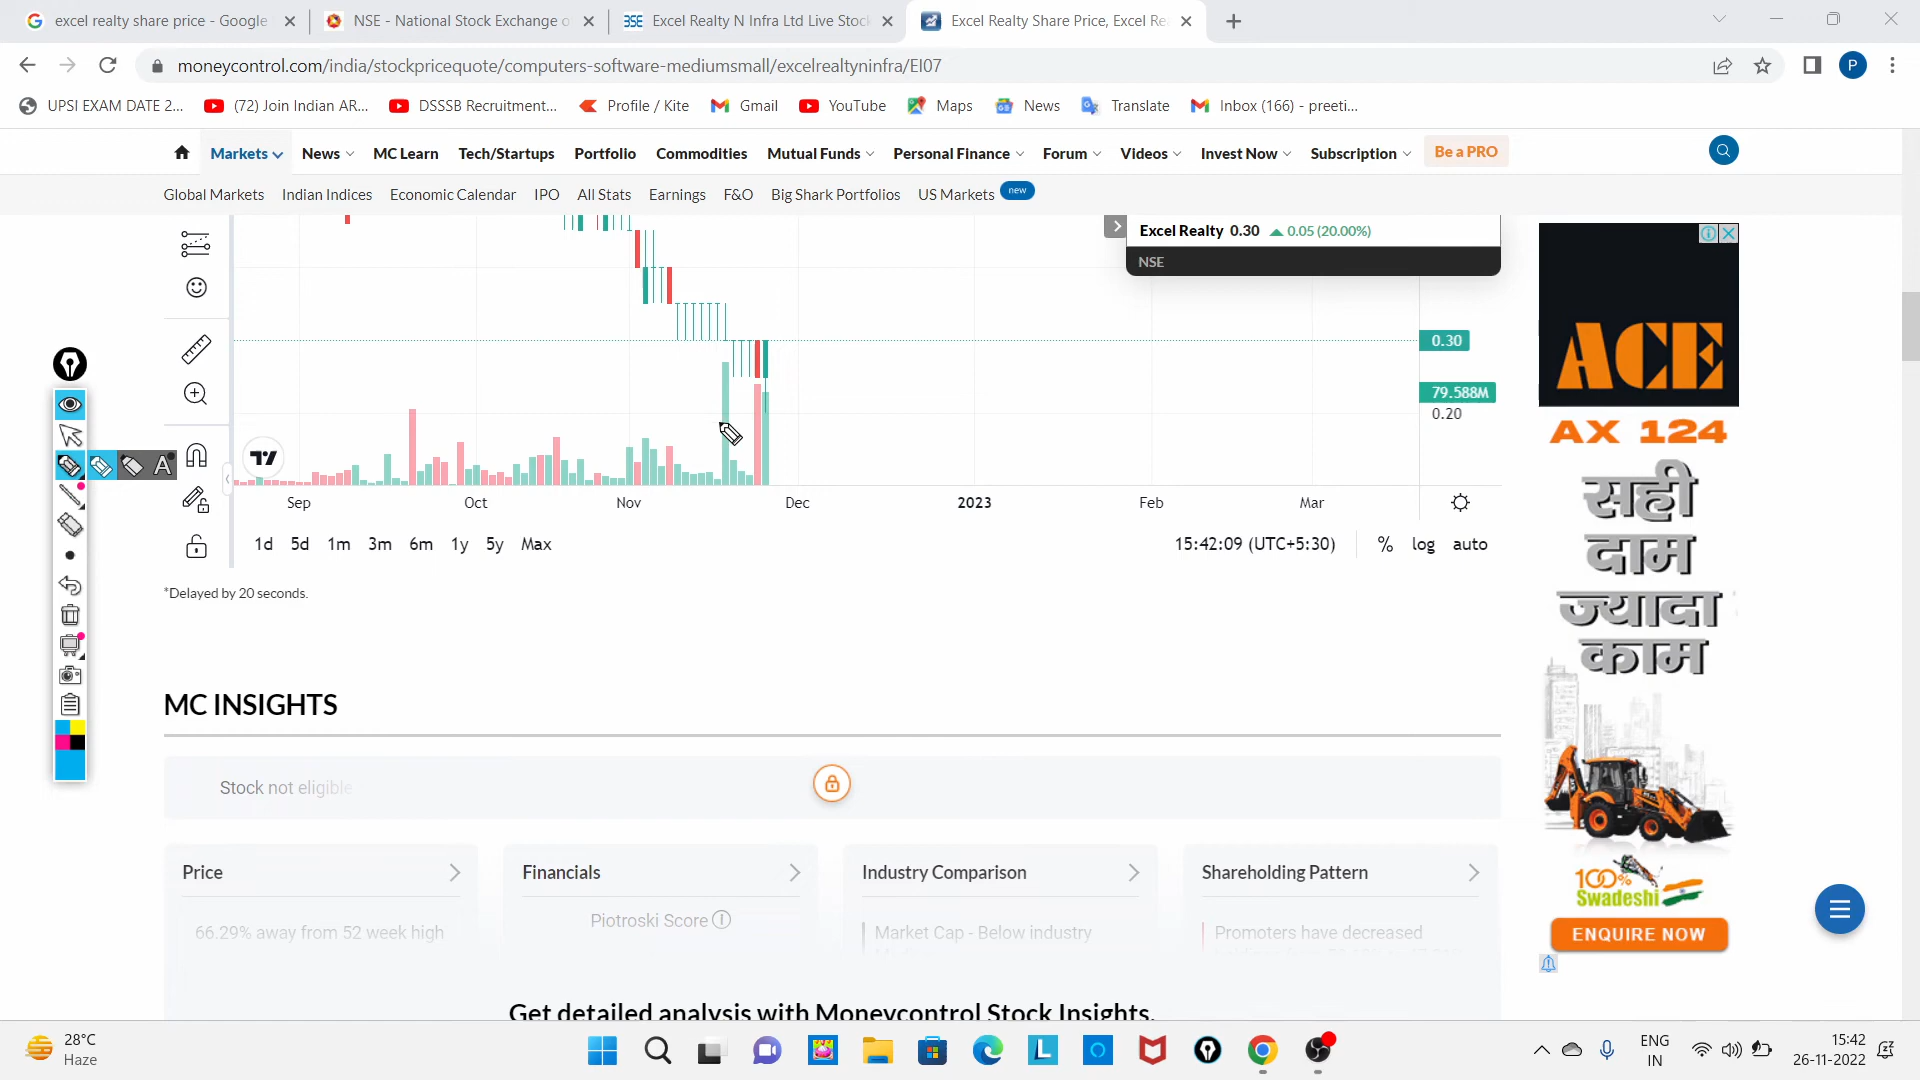 excel realty share price - Google
NSE - National Stock Exchange o
BSE Excel Realty N Infra Ltd Live Stock
Excel Realty Share Price, Excel Re
moneycontrol.com/india/stockpricequote/computers-software-mediumsmall/excelrealtyninfra/EI07
P
UPSI EXAM DATE 2...
(72) Join Indian AR...
DSSSB Recruitment...
Profile / Kite
Gmail
YouTube
Maps
News
Translate
Inbox (166) - preeti...
Markets
News
MC Learn
Tech/Startups
Portfolio
Commodities
Mutual Funds
Personal Finance
Forum
Videos
Invest Now
Subscription
Be a PRO
Global Markets
Indian Indices
Economic Calendar
IPO
All Stats
Earnings
F&O
Big Shark Portfolios
US Markets
new
Excel Realty 0.30 0.05 (20.00%)
NSE
0.30
79.588M
0.20
A
Sep
Oct
Nov
Dec
2023
Feb
Mar
1d 5d 1m 3m 6m 1y 5y Max
15:42:09 (UTC+5:30)
% log auto
*Delayed by 20 seconds.
MC INSIGHTS
Stock not eligible
Price
Financials
Industry Comparison
Shareholding Pattern
66.29% away from 52 week high
Piotroski Score
Market Cap - Below industry
Promoters have decreased
Get detailed analysis with Moneycontrol Stock Insights.
ACE
AX 124
सही
दाम
ज्यादा
काम
100%
Swadeshi
ENQUIRE NOW
28°C
Haze
L
ENG
IN
15:42
26-11-2022